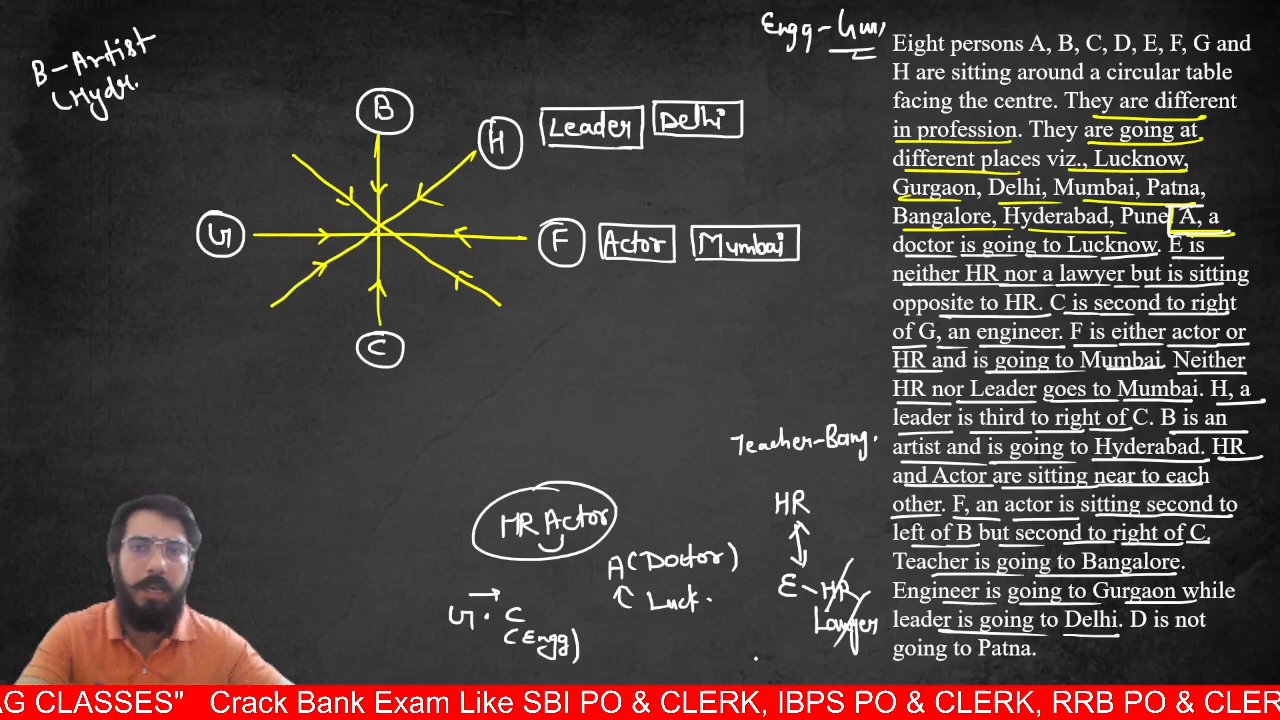 Engg - Gur,
B - Artist
(Hydr.
B
H
Leader
Delhi
G
F
Actor
Mumbai
C
Teacher - Bang.
HR Actor
HR
A (Doctor)
Luck.
E - HR
Lawyer
G . C
(Engg)
Eight persons A, B, C, D, E, F, G and
H are sitting around a circular table
facing the centre. They are different
in profession. They are going at
different places viz., Lucknow,
Gurgaon, Delhi, Mumbai, Patna,
Bangalore, Hyderabad, Pune. A, a
doctor is going to Lucknow. E is
neither HR nor a lawyer but is sitting
opposite to HR. C is second to right
of G, an engineer. F is either actor or
HR and is going to Mumbai. Neither
HR nor Leader goes to Mumbai. H, a
leader is third to right of C. B is an
artist and is going to Hyderabad. HR
and Actor are sitting near to each
other. F, an actor is sitting second to
left of B but second to right of C.
Teacher is going to Bangalore.
Engineer is going to Gurgaon while
leader is going to Delhi. D is not
going to Patna.
AG CLASSES" Crack Bank Exam Like SBI PO & CLERK, IBPS PO & CLERK, RRB PO & CLER